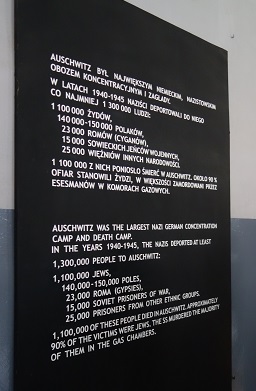 AUSCHWITZ BYŁ NAJWIĘKSZYM NIEMIECKIM, NAZISTOWSKIM
OBOZEM KONCENTRACYJNYM I ZAGŁADY.
W LATACH 1940-1945 NAZIŚCI DEPORTOWALI DO NIEGO
CO NAJMNIEJ 1 300 000 LUDZI:
1 100 000 ŻYDÓW,
140 000-150 000 POLAKÓW,
23 000 ROMÓW (CYGANÓW),
15 000 SOWIECKICH JEŃCÓW WOJENNYCH,
25 000 WIĘŹNIÓW INNYCH NARODOWOŚCI.
1 100 000 Z NICH PONIOSŁO ŚMIERĆ W AUSCHWITZ. OKOŁO 90 %
OFIAR STANOWILI ŻYDZI. W WIĘKSZOŚCI ZAMORDOWANI PRZEZ
ESESMANÓW W KOMORACH GAZOWYCH.
AUSCHWITZ WAS THE LARGEST NAZI GERMAN CONCENTRATION
CAMP AND DEATH CAMP.
IN THE YEARS 1940-1945, THE NAZIS DEPORTED AT LEAST
1,300,000 PEOPLE TO AUSCHWITZ:
1,100,000 JEWS,
140,000-150,000 POLES,
23,000 ROMA (GYPSIES),
15,000 SOVIET PRISONERS OF WAR,
25,000 PRISONERS FROM OTHER ETHNIC GROUPS.
1,100,000 OF THESE PEOPLE DIED IN AUSCHWITZ. APPROXIMATELY
90% OF THE VICTIMS WERE JEWS. THE SS MURDERED THE MAJORITY
OF THEM IN THE GAS CHAMBERS.